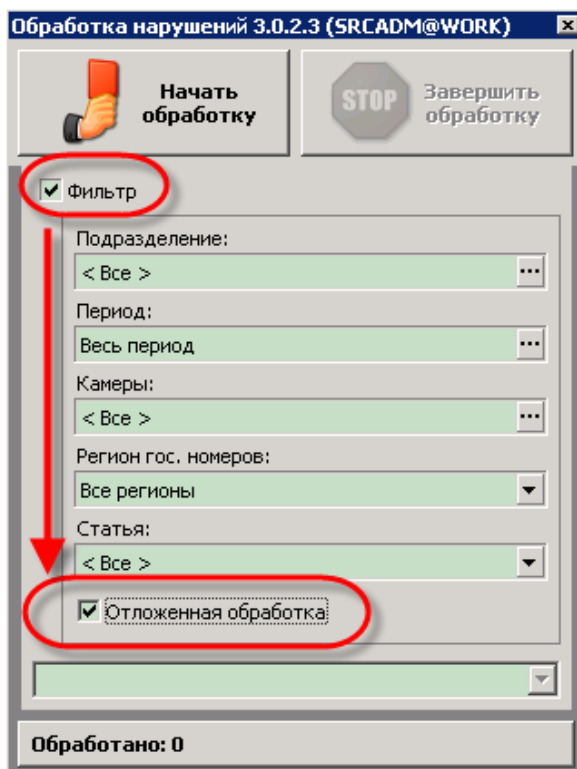 Обработка нарушений 3.0.2.3 (SRCADM@WORK)
Начать
обработку
STOP
Завершить
обработку
Фильтр
Подразделение:
< Все >
...
Период:
Весь период
...
Камеры:
< Все >
...
Регион гос. номеров:
Все регионы
Статья:
< Все >
Отложенная обработка
Обработано: 0